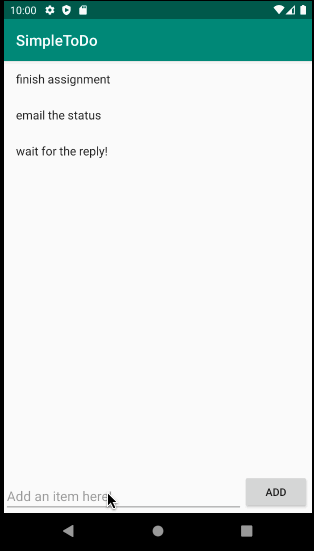 10:00
SimpleToDo
finish assignment
email the status
wait for the reply!
Add an item here
ADD